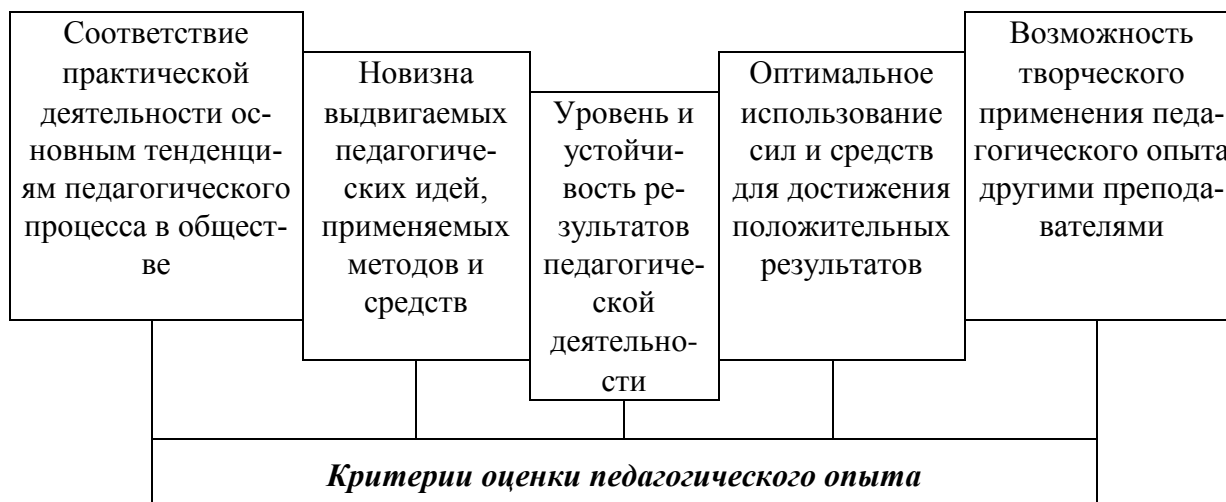 Соответствие
практической
деятельности ос-
новным тенденци-
ям педагогического
процесса в общест-
ве
Новизна
выдвигаемых
педагогиче-
ских идей,
применяемых
методов и
средств
Уровень и
устойчи-
вость ре-
зультатов
педагогиче-
ской
деятельно-
сти
Оптимальное
использование
сил и средств
для достижения
положительных
результатов
Возможность
творческого
применения педа-
гогического опыта
другими препода-
вателями
Критерии оценки педагогического опыта